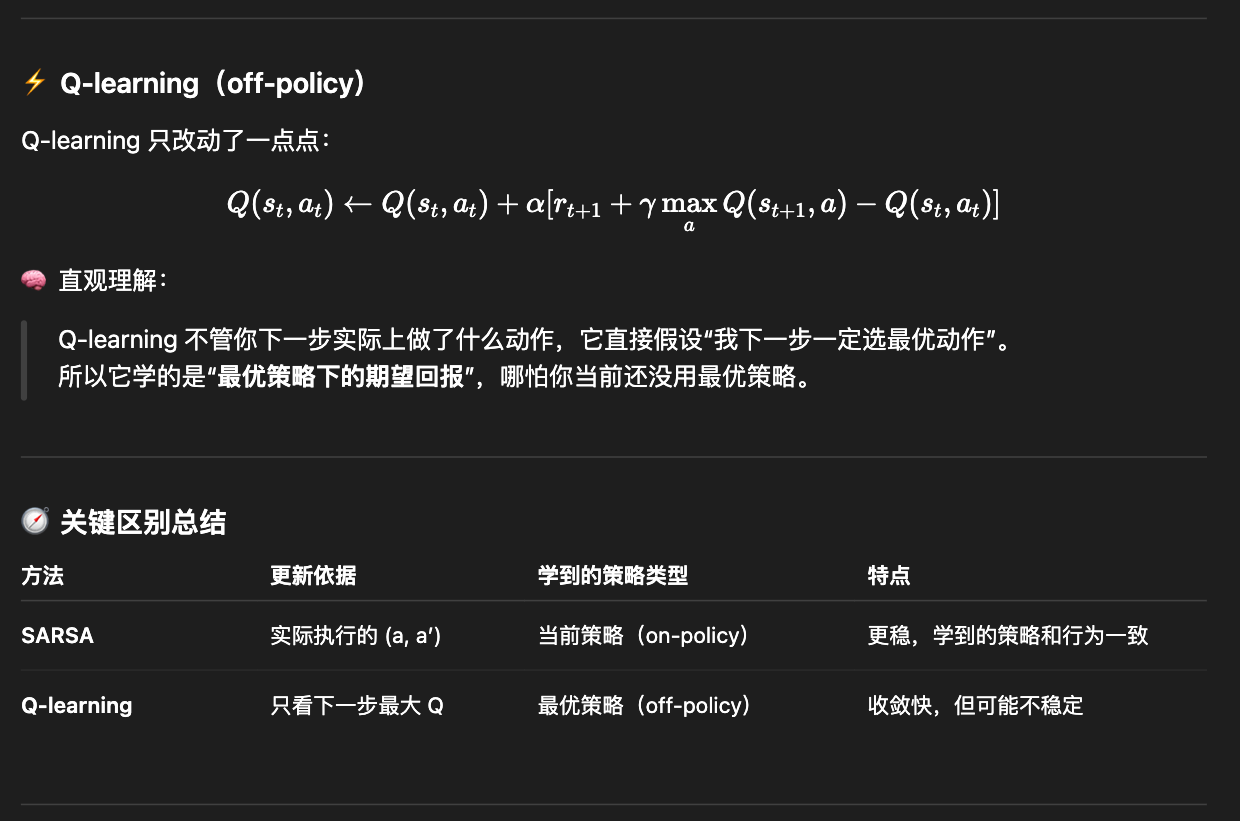 ⚡ Q-learning（off-policy）
Q-learning 只改动了一点点：
Q(s_t, a_t) ← Q(s_t, a_t) + α[r_{t+1} + γ max_a Q(s_{t+1}, a) − Q(s_t, a_t)]
🧠 直观理解：
Q-learning 不管你下一步实际上做了什么动作，它直接假设“我下一步一定选最优动作”。
所以它学的是“最优策略下的期望回报”，哪怕你当前还没用最优策略。
🧭 关键区别总结
方法 更新依据 学到的策略类型 特点
SARSA 实际执行的 (a, a′) 当前策略（on-policy） 更稳，学到的策略和行为一致
Q-learning 只看下一步最大 Q 最优策略（off-policy） 收敛快，但可能不稳定